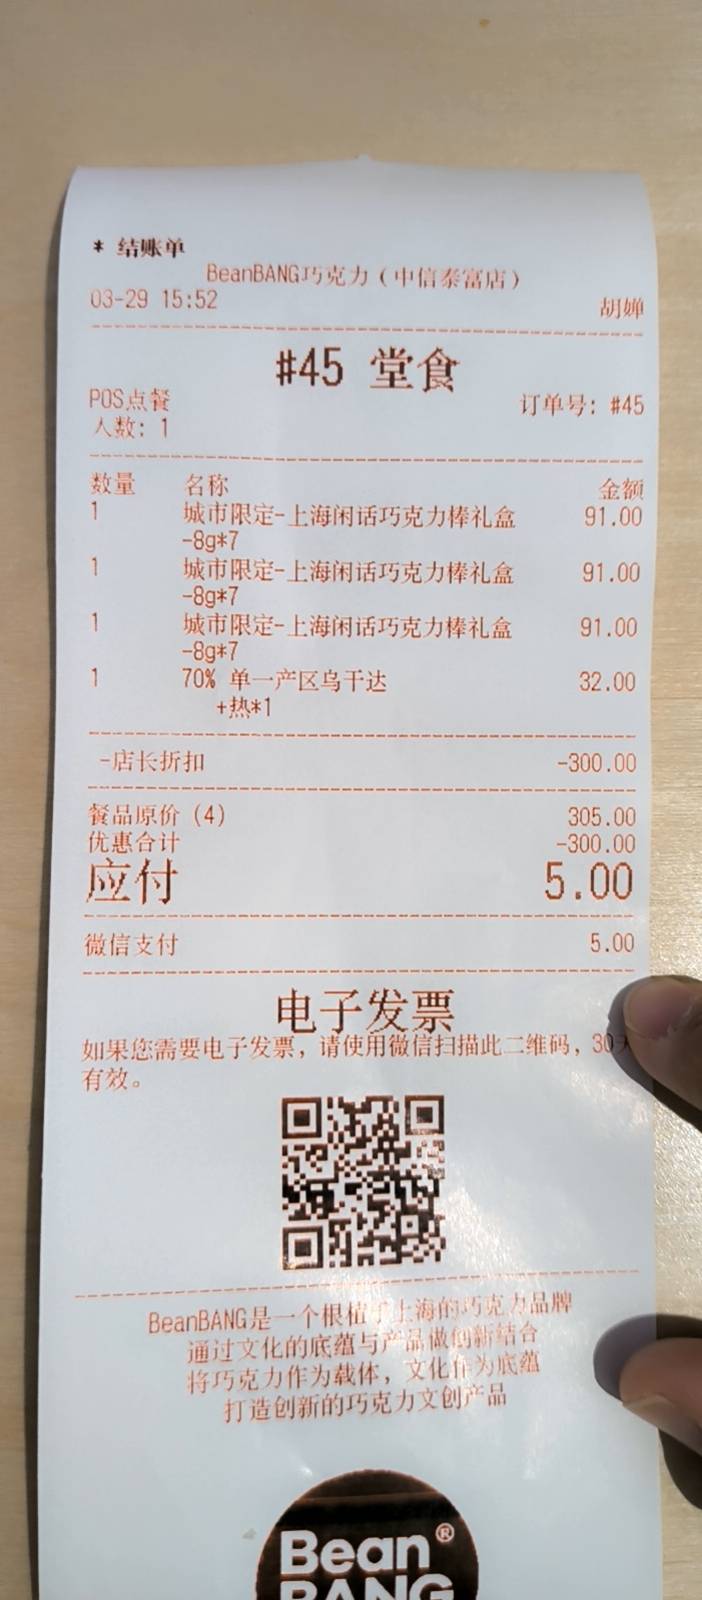 * 结账单
BeanBANG巧克力（中信泰富店）
03-29 15:52 胡婵
#45 堂食
POS点餐 订单号：#45
人数：1
数量 名称 金额
1 城市限定-上海闲话巧克力棒礼盒 91.00
-8g*7
1 城市限定-上海闲话巧克力棒礼盒 91.00
-8g*7
1 城市限定-上海闲话巧克力棒礼盒 91.00
-8g*7
1 70% 单一产区乌干达 32.00
+热*1
-店长折扣 -300.00
餐品原价（4） 305.00
优惠合计 -300.00
应付 5.00
微信支付 5.00
电子发票
如果您需要电子发票，请使用微信扫描此二维码，30天
有效。
BeanBANG是一个根植于上海的巧克力品牌
通过文化的底蕴与产品做创新结合
将巧克力作为载体，文化作为底蕴
打造创新的巧克力文创产品
Bean®
BANG